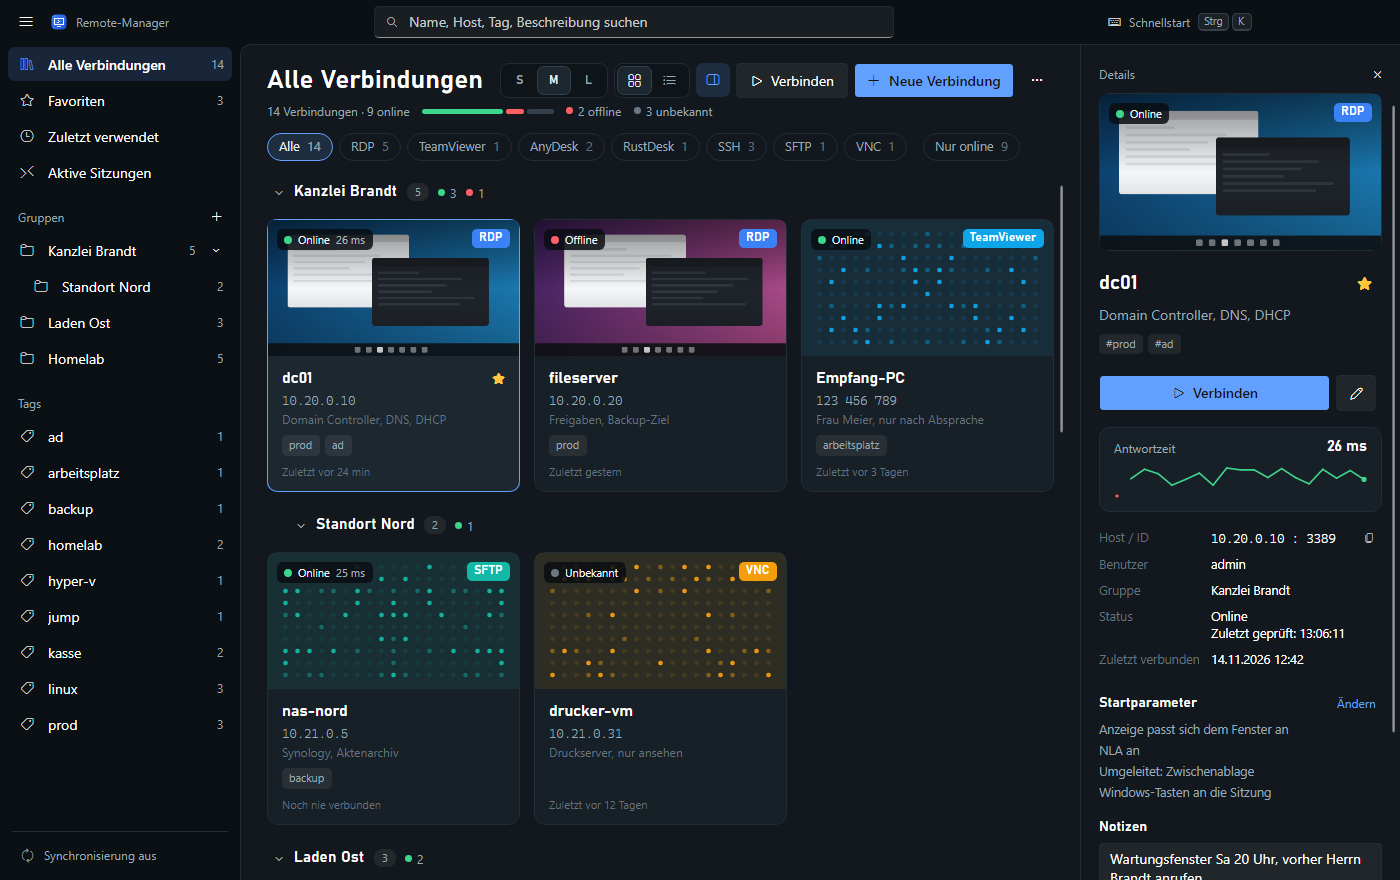 Remote-Manager
Name, Host, Tag, Beschreibung suchen
Schnellstart Strg K
Alle Verbindungen 14
Favoriten 3
Zuletzt verwendet
Aktive Sitzungen
Gruppen
Kanzlei Brandt 5
Standort Nord 2
Laden Ost 3
Homelab 5
Tags
ad 1
arbeitsplatz 1
backup 1
homelab 2
hyper-v 1
jump 1
kasse 2
linux 3
prod 3
Synchronisierung aus
Alle Verbindungen S M L Verbinden Neue Verbindung
14 Verbindungen · 9 online 2 offline 3 unbekannt
Alle 14 RDP 5 TeamViewer 1 AnyDesk 2 RustDesk 1 SSH 3 SFTP 1 VNC 1 Nur online 9
Kanzlei Brandt 5 3 1
Online 26 ms RDP
dc01
10.20.0.10
Domain Controller, DNS, DHCP
prod ad
Zuletzt vor 24 min
Offline RDP
fileserver
10.20.0.20
Freigaben, Backup-Ziel
prod
Zuletzt gestern
Online TeamViewer
Empfang-PC
123 456 789
Frau Meier, nur nach Absprache
arbeitsplatz
Zuletzt vor 3 Tagen
Standort Nord 2 1
Online 25 ms SFTP
nas-nord
10.21.0.5
Synology, Aktenarchiv
backup
Noch nie verbunden
Unbekannt VNC
drucker-vm
10.21.0.31
Druckserver, nur ansehen
Zuletzt vor 12 Tagen
Laden Ost 3 2
Details
Online RDP
dc01
Domain Controller, DNS, DHCP
#prod #ad
Verbinden
Antwortzeit 26 ms
Host / ID 10.20.0.10 : 3389
Benutzer admin
Gruppe Kanzlei Brandt
Status Online
Zuletzt geprüft: 13:06:11
Zuletzt verbunden 14.11.2026 12:42
Startparameter Ändern
Anzeige passt sich dem Fenster an
NLA an
Umgeleitet: Zwischenablage
Windows-Tasten an die Sitzung
Notizen
Wartungsfenster Sa 20 Uhr, vorher Herrn
Brandt anrufen